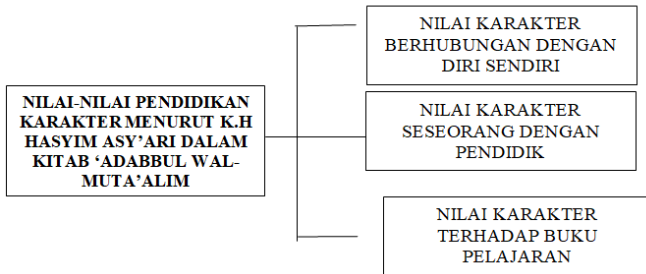 NILAI KARAKTER
BERHUBUNGAN DENGAN
DIRI SENDIRI
NILAI-NILAI PENDIDIKAN
KARAKTER MENURUT K.H
HASYIM ASY'ARI DALAM
KITAB 'ADABBUL WAL-
MUTA'ALIM
NILAI KARAKTER
SESEORANG DENGAN
PENDIDIK
NILAI KARAKTER
TERHADAP BUKU
PELAJARAN